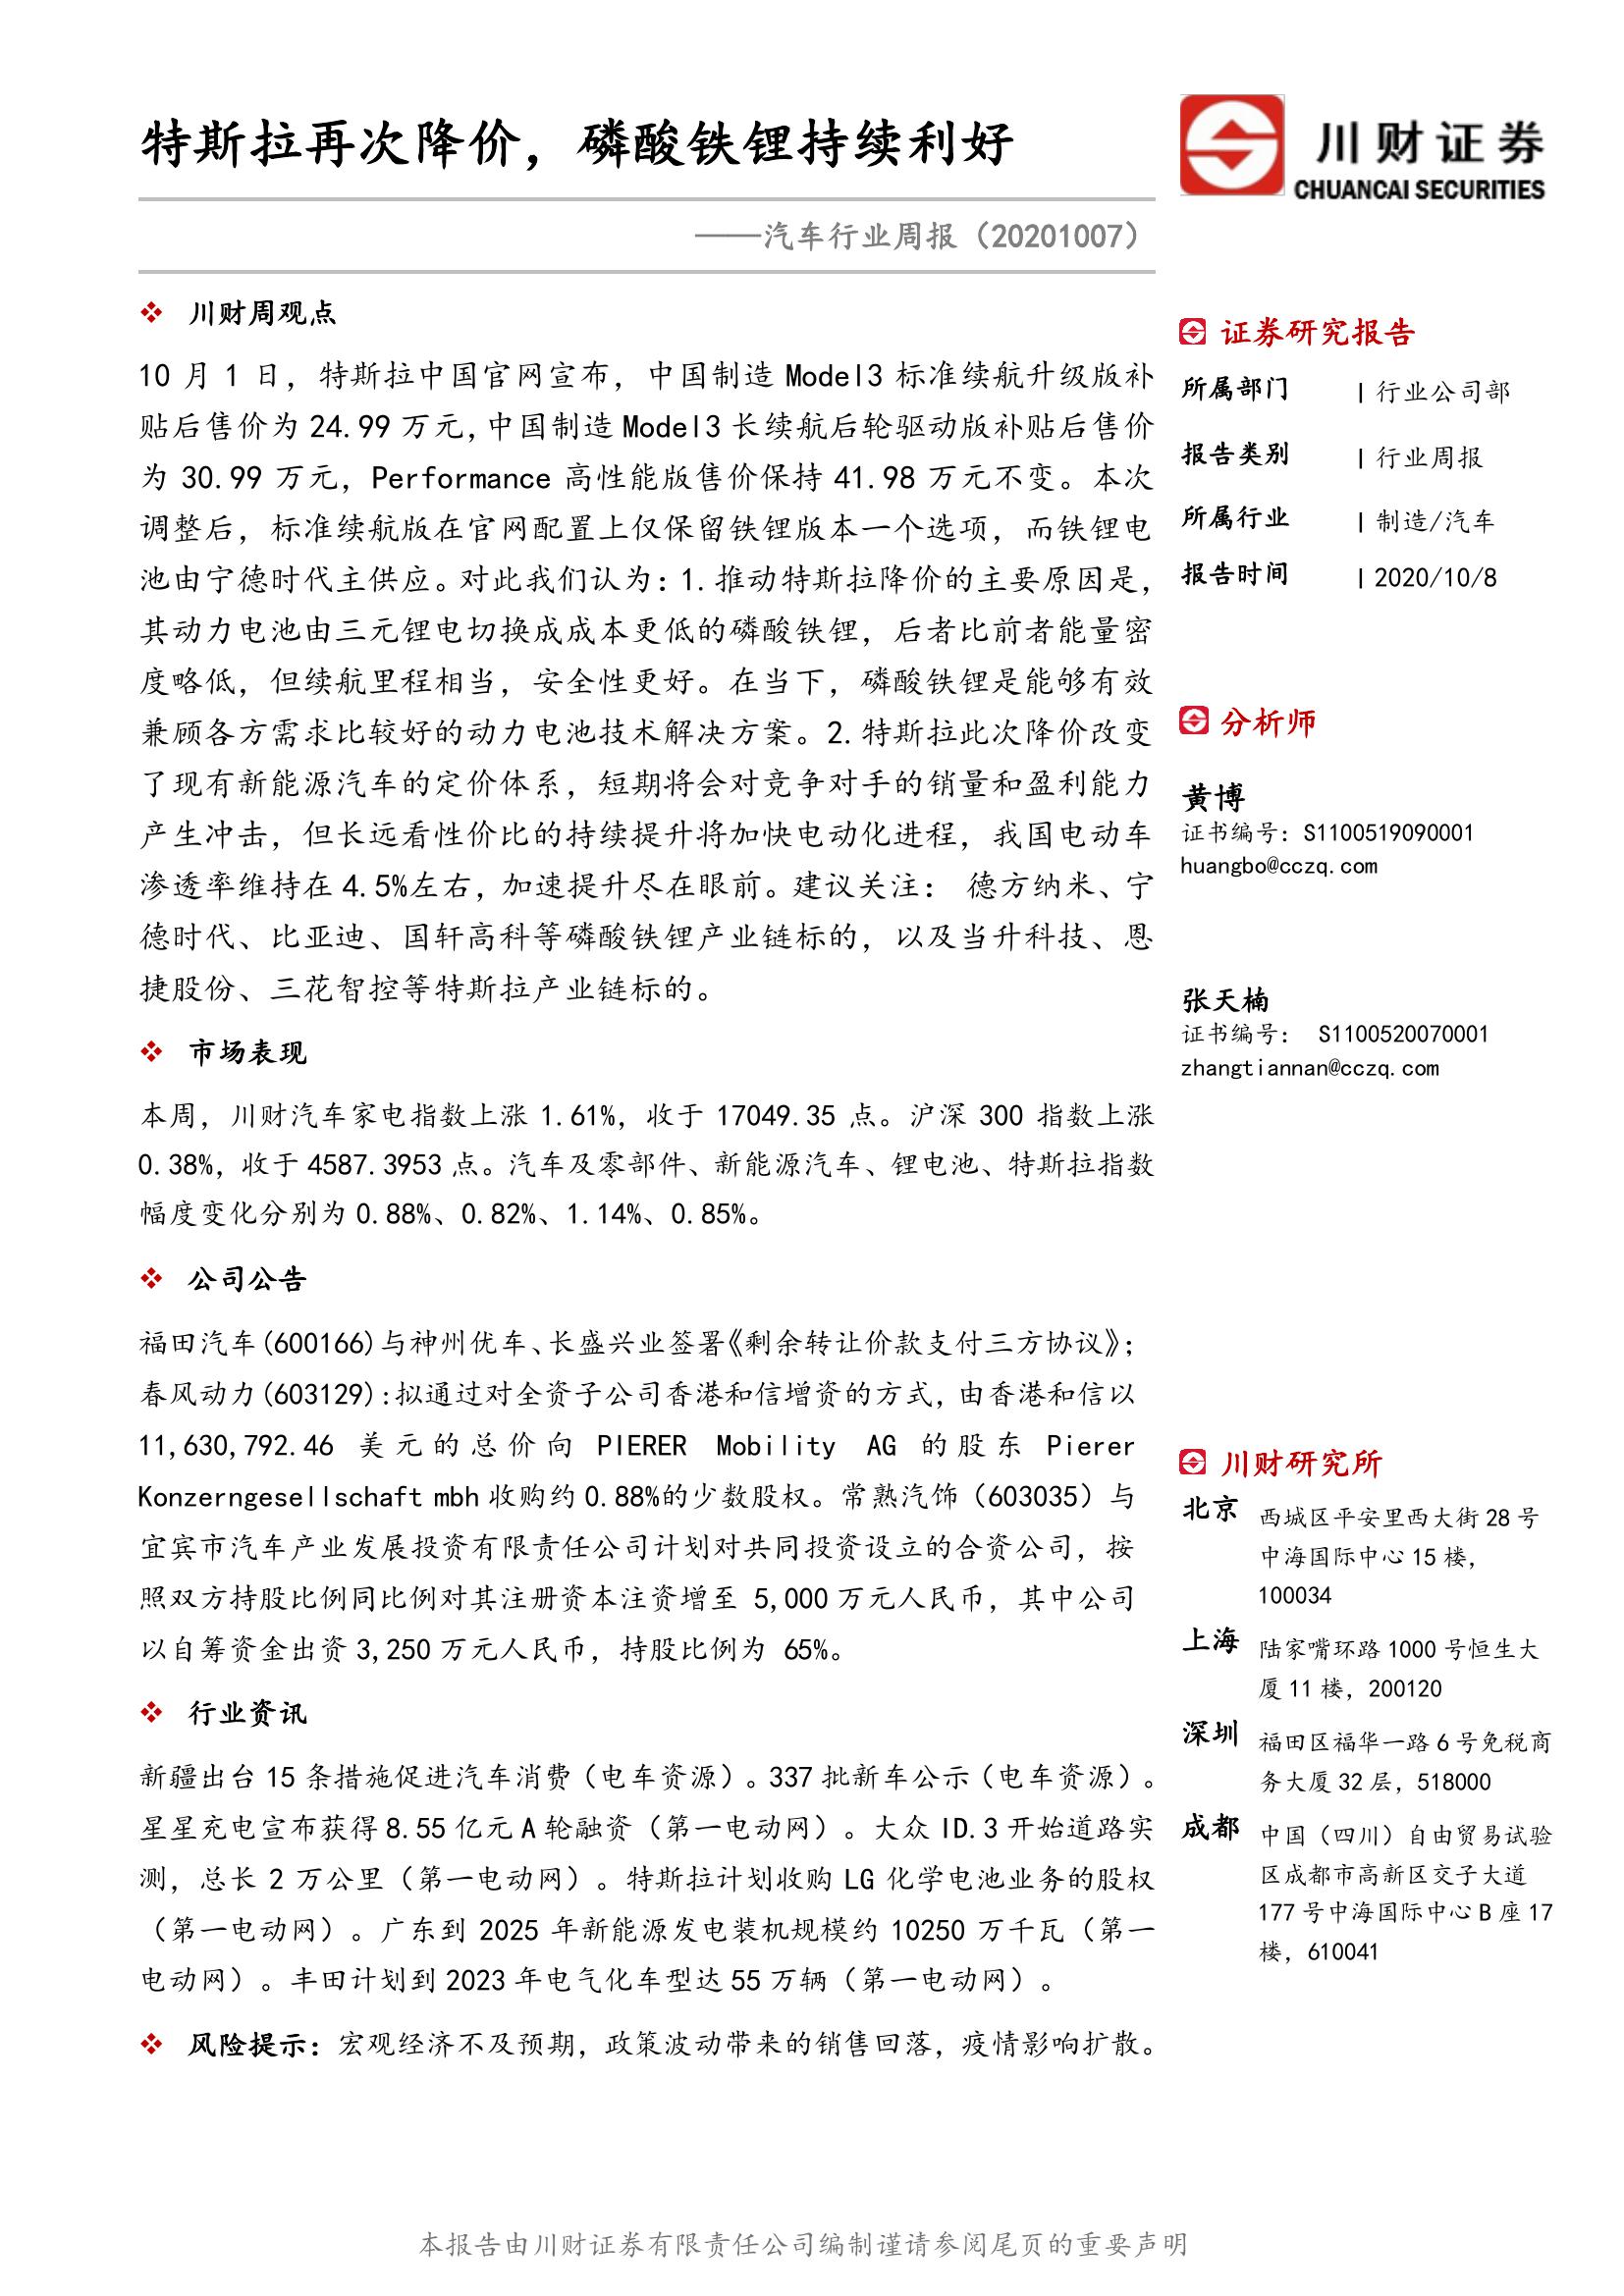 特斯拉再次降价，磷酸铁锂持续利好
川财证券
CHUANCAI SECURITIES
——汽车行业周报（20201007）
❖ 川财周观点
10 月 1 日，特斯拉中国官网宣布，中国制造 Model3 标准续航升级版补
贴后售价为 24.99 万元,中国制造 Model3 长续航后轮驱动版补贴后售价
为 30.99 万元，Performance 高性能版售价保持 41.98 万元不变。本次
调整后，标准续航版在官网配置上仅保留铁锂版本一个选项，而铁锂电
池由宁德时代主供应。对此我们认为：1.推动特斯拉降价的主要原因是，
其动力电池由三元锂电切换成成本更低的磷酸铁锂，后者比前者能量密
度略低，但续航里程相当，安全性更好。在当下，磷酸铁锂是能够有效
兼顾各方需求比较好的动力电池技术解决方案。2.特斯拉此次降价改变
了现有新能源汽车的定价体系，短期将会对竞争对手的销量和盈利能力
产生冲击，但长远看性价比的持续提升将加快电动化进程，我国电动车
渗透率维持在 4.5%左右，加速提升尽在眼前。建议关注： 德方纳米、宁
德时代、比亚迪、国轩高科等磷酸铁锂产业链标的，以及当升科技、恩
捷股份、三花智控等特斯拉产业链标的。
❖ 市场表现
本周，川财汽车家电指数上涨 1.61%，收于 17049.35 点。沪深 300 指数上涨
0.38%，收于 4587.3953 点。汽车及零部件、新能源汽车、锂电池、特斯拉指数
幅度变化分别为 0.88%、0.82%、1.14%、0.85%。
❖ 公司公告
福田汽车(600166)与神州优车、长盛兴业签署《剩余转让价款支付三方协议》；
春风动力(603129):拟通过对全资子公司香港和信增资的方式,由香港和信以
11,630,792.46 美元的总价向 PIERER Mobility AG 的股东 Pierer
Konzerngesellschaft mbh 收购约 0.88%的少数股权。常熟汽饰（603035）与
宜宾市汽车产业发展投资有限责任公司计划对共同投资设立的合资公司，按
照双方持股比例同比例对其注册资本注资增至 5,000 万元人民币，其中公司
以自筹资金出资 3,250 万元人民币，持股比例为 65%。
❖ 行业资讯
新疆出台 15 条措施促进汽车消费（电车资源）。337 批新车公示（电车资源）。
星星充电宣布获得 8.55 亿元 A 轮融资（第一电动网）。大众 ID.3 开始道路实
测，总长 2 万公里（第一电动网）。特斯拉计划收购 LG 化学电池业务的股权
（第一电动网）。广东到 2025 年新能源发电装机规模约 10250 万千瓦（第一
电动网）。丰田计划到 2023 年电气化车型达 55 万辆（第一电动网）。
❖ 风险提示：宏观经济不及预期，政策波动带来的销售回落，疫情影响扩散。
证券研究报告
所属部门 | 行业公司部
报告类别 | 行业周报
所属行业 | 制造/汽车
报告时间 | 2020/10/8
分析师
黄博
证书编号：S1100519090001
huangbo@cczq.com
张天楠
证书编号： S1100520070001
zhangtiannan@cczq.com
川财研究所
北京 西城区平安里西大街 28 号
中海国际中心 15 楼，
100034
上海 陆家嘴环路 1000 号恒生大
厦 11 楼，200120
深圳 福田区福华一路 6 号免税商
务大厦 32 层，518000
成都 中国（四川）自由贸易试验
区成都市高新区交子大道
177 号中海国际中心 B 座 17
楼，610041
本报告由川财证券有限责任公司编制谨请参阅尾页的重要声明